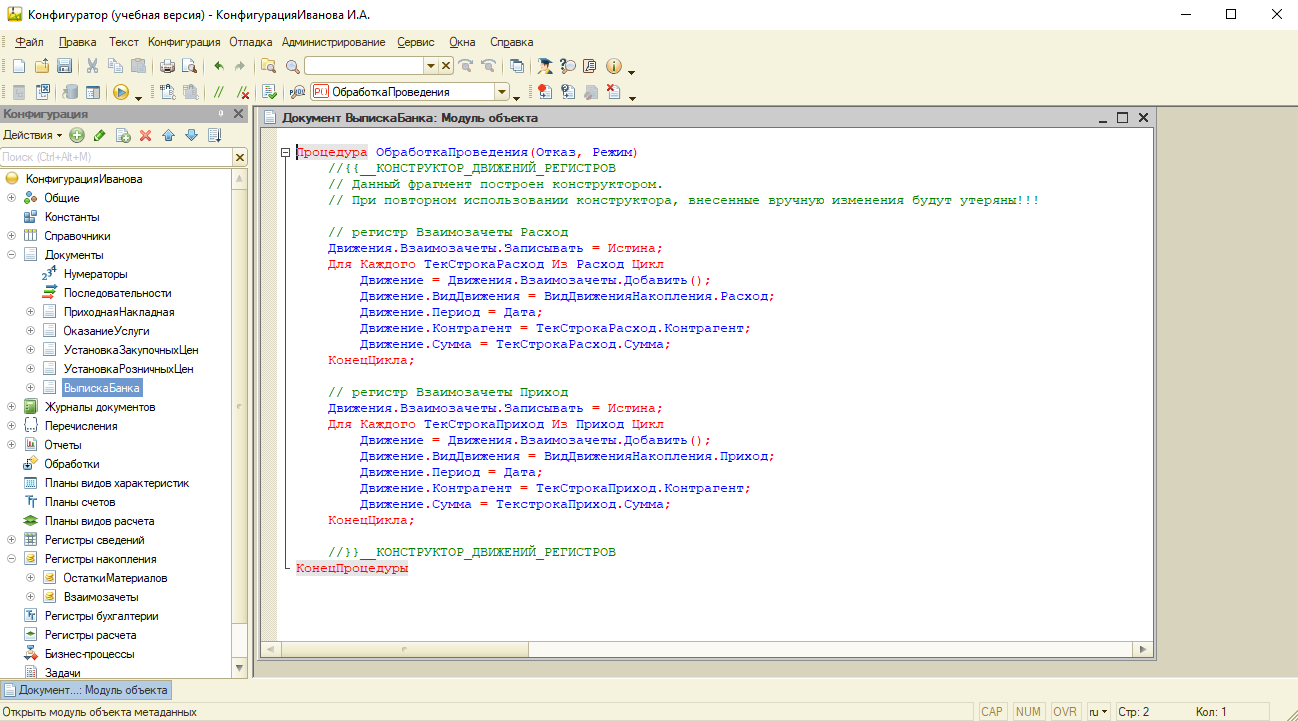 Конфигуратор (учебная версия) - КонфигурацияИванова И.А.
Файл Правка Текст Конфигурация Отладка Администрирование Сервис Окна Справка
ОбработкаПроведения
Конфигурация
Действия
Поиск (Ctrl+Alt+M)
КонфигурацияИванова
Общие
Константы
Справочники
Документы
Нумераторы
Последовательности
ПриходнаяНакладная
ОказаниеУслуги
УстановкаЗакупочныхЦен
УстановкаРозничныхЦен
ВыпискаБанка
Журналы документов
Перечисления
Отчеты
Обработки
Планы видов характеристик
Планы счетов
Планы видов расчета
Регистры сведений
Регистры накопления
ОстаткиМатериалов
Взаимозачеты
Регистры бухгалтерии
Регистры расчета
Бизнес-процессы
Задачи
Документ ВыпискаБанка: Модуль объекта
Процедура ОбработкаПроведения(Отказ, Режим)
//{{__КОНСТРУКТОР_ДВИЖЕНИЙ_РЕГИСТРОВ
// Данный фрагмент построен конструктором.
// При повторном использовании конструктора, внесенные вручную изменения будут утеряны!!!
// регистр Взаимозачеты Расход
Движения.Взаимозачеты.Записывать = Истина;
Для Каждого ТекСтрокаРасход Из Расход Цикл
Движение = Движения.Взаимозачеты.Добавить();
Движение.ВидДвижения = ВидДвиженияНакопления.Расход;
Движение.Период = Дата;
Движение.Контрагент = ТекСтрокаРасход.Контрагент;
Движение.Сумма = ТекСтрокаРасход.Сумма;
КонецЦикла;
// регистр Взаимозачеты Приход
Движения.Взаимозачеты.Записывать = Истина;
Для Каждого ТекСтрокаПриход Из Приход Цикл
Движение = Движения.Взаимозачеты.Добавить();
Движение.ВидДвижения = ВидДвиженияНакопления.Приход;
Движение.Период = Дата;
Движение.Контрагент = ТекСтрокаПриход.Контрагент;
Движение.Сумма = ТекстрокаПриход.Сумма;
КонецЦикла;
//}}__КОНСТРУКТОР_ДВИЖЕНИЙ_РЕГИСТРОВ
КонецПроцедуры
Документ...: Модуль объекта
Открыть модуль объекта метаданных CAP NUM OVR ru Стр: 2 Кол: 1